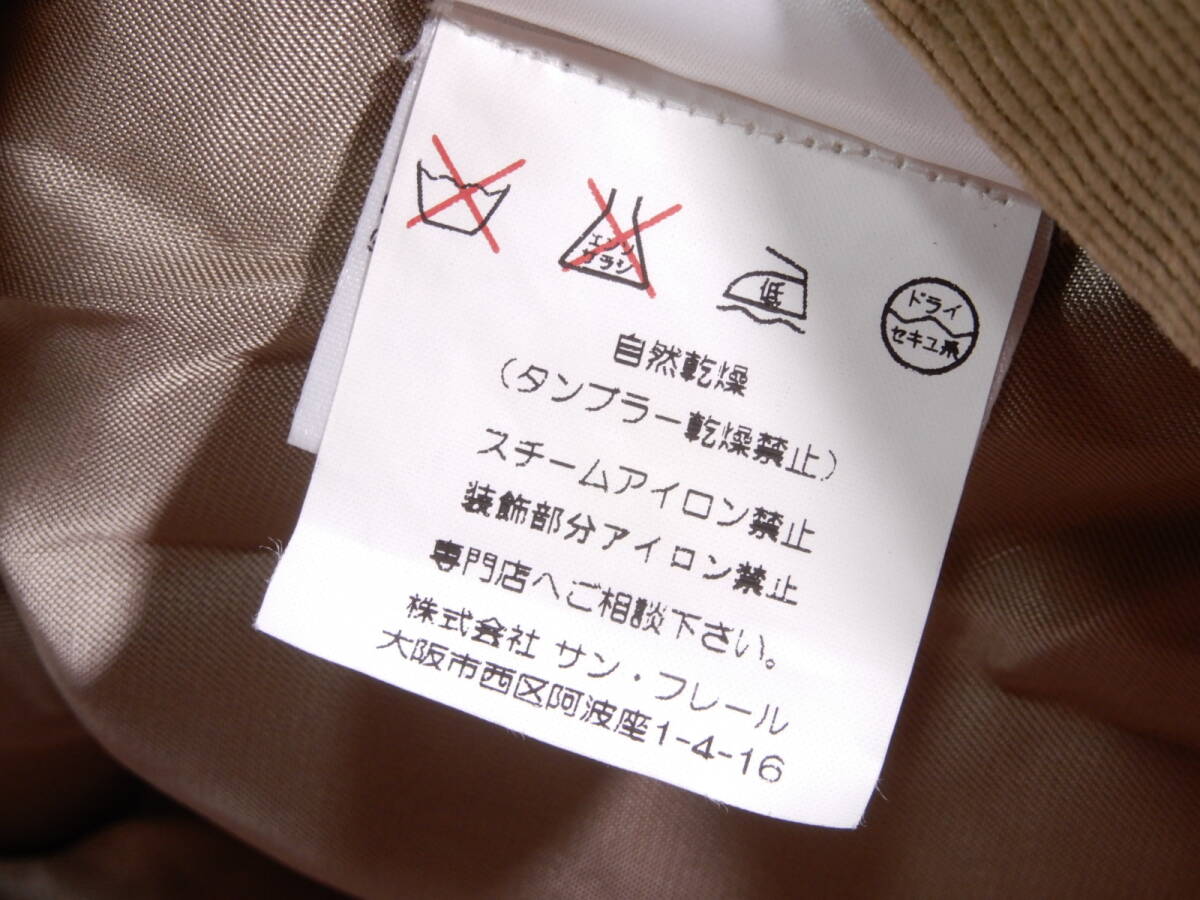 エンソ
サラシ
低
ドライ
セキユ系
自然乾燥
(タンブラー乾燥禁止)
スチームアイロン禁止
装飾部分アイロン禁止
専門店へご相談下さい。
株式会社 サン・フレール
大阪市西区阿波座1-4-16